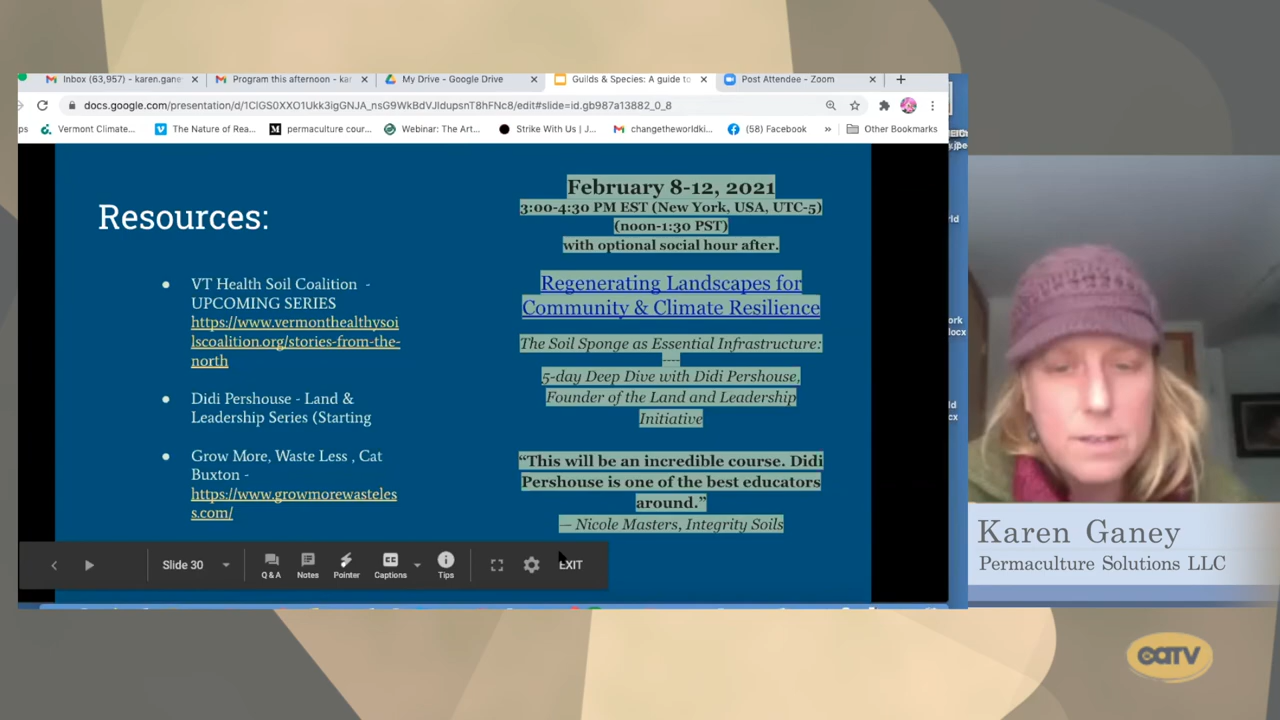 Inbox (63,957) - karen.gane
Program this afternoon - ka
My Drive - Google Drive
Guilds & Species: A guide to
Post Attendee - Zoom
docs.google.com/presentation/d/1CIGS0XXO1Ukk3igGNJA_nsG9WkBdVJldupsnT8hFNc8/edit#slide=id.gb987a13882_0_8
ps
Vermont Climate...
The Nature of Rea...
permaculture cour...
Webinar: The Art...
Strike With Us | J...
changetheworldki...
(58) Facebook
»
Other Bookmarks
Resources:
● VT Health Soil Coalition -
UPCOMING SERIES
https://www.vermonthealthysoi
lscoalition.org/stories-from-the-
north
● Didi Pershouse - Land &
Leadership Series (Starting
● Grow More, Waste Less , Cat
Buxton -
https://www.growmorewasteles
s.com/
February 8-12, 2021
3:00-4:30 PM EST (New York, USA, UTC-5)
(noon-1:30 PST)
with optional social hour after.
Regenerating Landscapes for
Community & Climate Resilience
The Soil Sponge as Essential Infrastructure:
----
5-day Deep Dive with Didi Pershouse,
Founder of the Land and Leadership
Initiative
“This will be an incredible course. Didi
Pershouse is one of the best educators
around.”
— Nicole Masters, Integrity Soils
Slide 30
Q & A
Notes
Pointer
CC
Captions
Tips
EXIT
Karen Ganey
Permaculture Solutions LLC
CATV